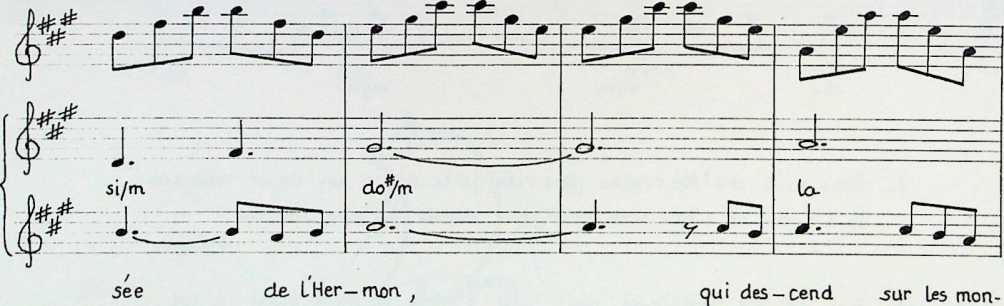 si/m do#/m la
sée de l'Her-mon, qui des-cend sur les mon-